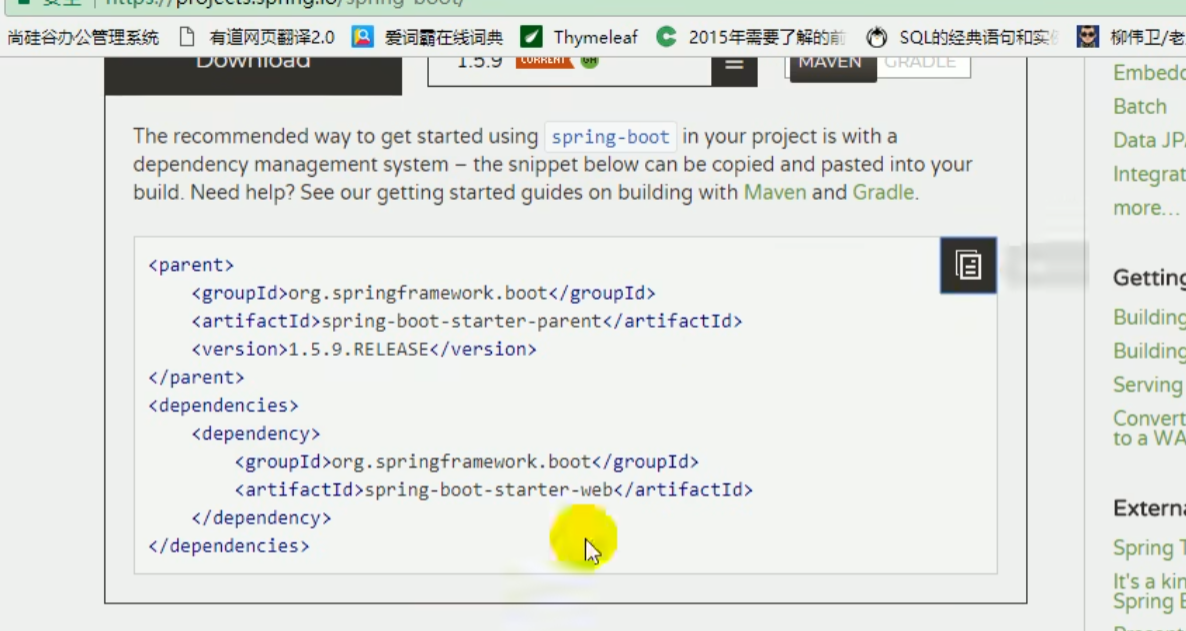 https://projects.spring.io/spring-boot/
尚硅谷办公管理系统 有道网页翻译2.0 爱词霸在线词典 Thymeleaf 2015年需要了解的前 SQL的经典语句和实 柳伟卫/老
Download 1.5.9 CURRENT GA MAVEN GRADLE
The recommended way to get started using spring-boot in your project is with a
dependency management system – the snippet below can be copied and pasted into your
build. Need help? See our getting started guides on building with Maven and Gradle.
<parent>
    <groupId>org.springframework.boot</groupId>
    <artifactId>spring-boot-starter-parent</artifactId>
    <version>1.5.9.RELEASE</version>
</parent>
<dependencies>
    <dependency>
        <groupId>org.springframework.boot</groupId>
        <artifactId>spring-boot-starter-web</artifactId>
    </dependency>
</dependencies>
Embedd
Batch
Data JP
Integrat
more...
Getting
Building
Building
Serving
Convert
to a WA
Externa
Spring T
It's a kin
Spring B